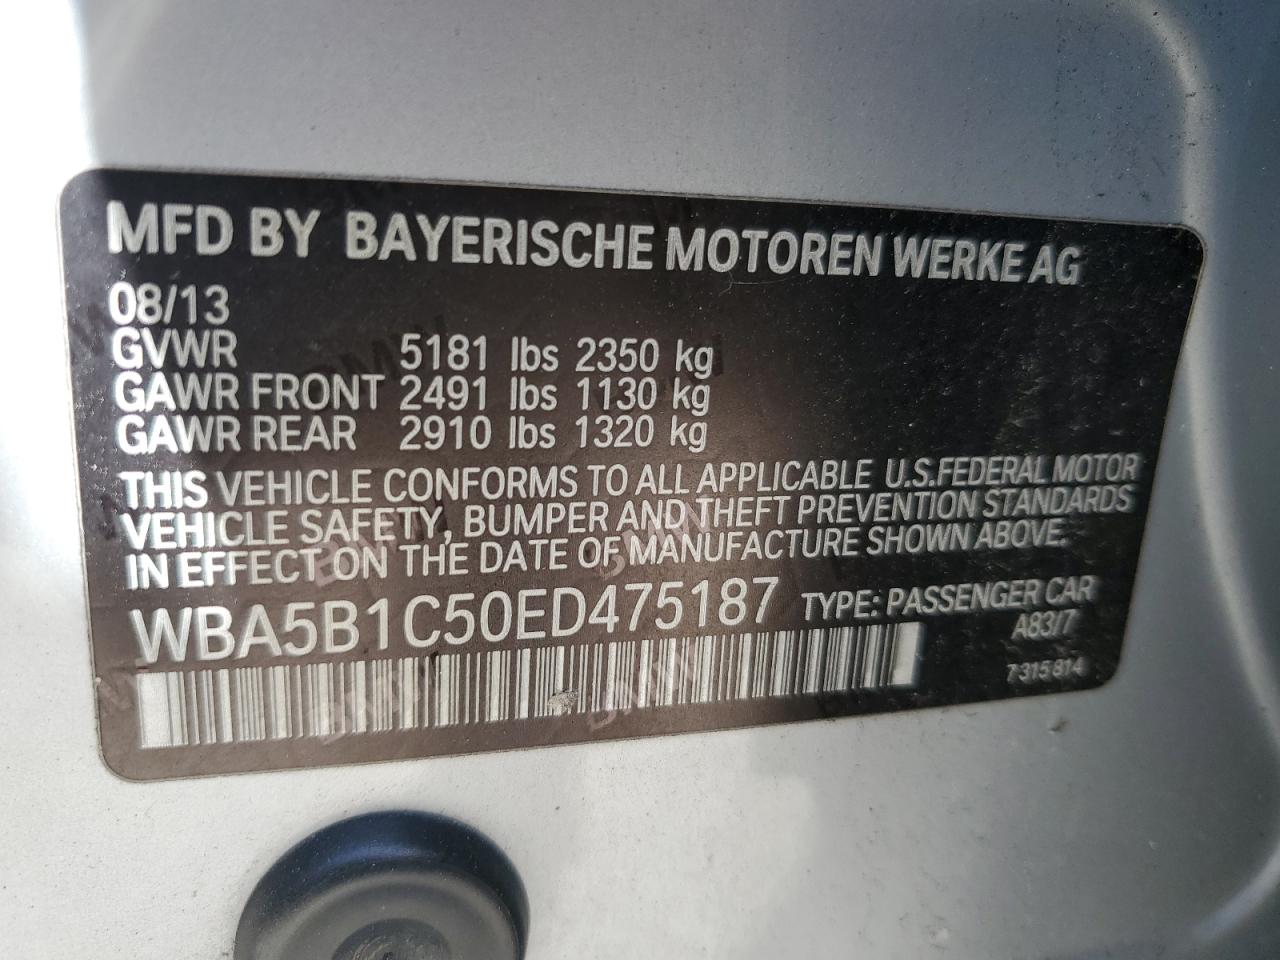 MFD BY BAYERISCHE MOTOREN WERKE AG
08/13
GVWR 5181 lbs 2350 kg
GAWR FRONT 2491 lbs 1130 kg
GAWR REAR 2910 lbs 1320 kg
THIS VEHICLE CONFORMS TO ALL APPLICABLE U.S.FEDERAL MOTOR
VEHICLE SAFETY, BUMPER AND THEFT PREVENTION STANDARDS
IN EFFECT ON THE DATE OF MANUFACTURE SHOWN ABOVE.
WBA5B1C50ED475187 TYPE: PASSENGER CAR
A83/7
7 315 814